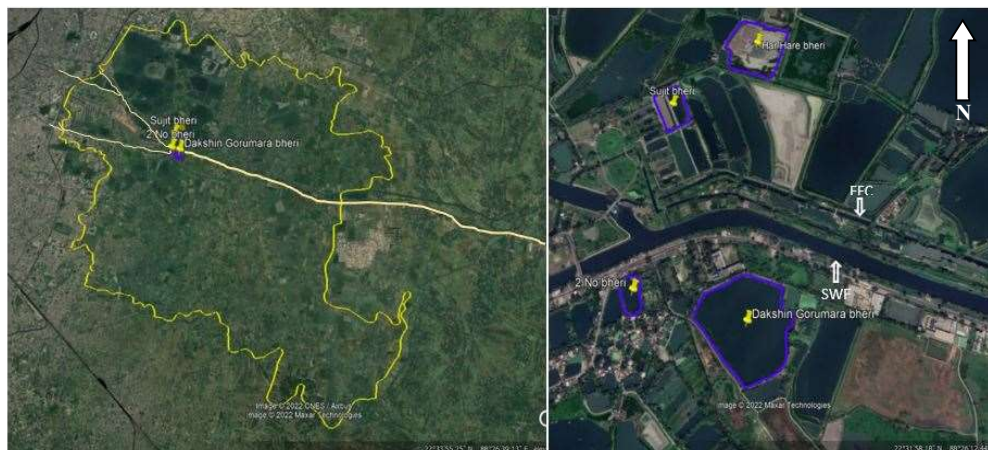 Sujit bheri
2 No bheri
Dakshin Gorumara bheri
Image © 2022 CNES / Airbus
Image © 2022 Maxar Technologies
Hari Hare bheri
Sujit bheri
N
SWF
2 No bheri
Dakshin Gorumara bheri
Image © 2022 Maxar Technologies